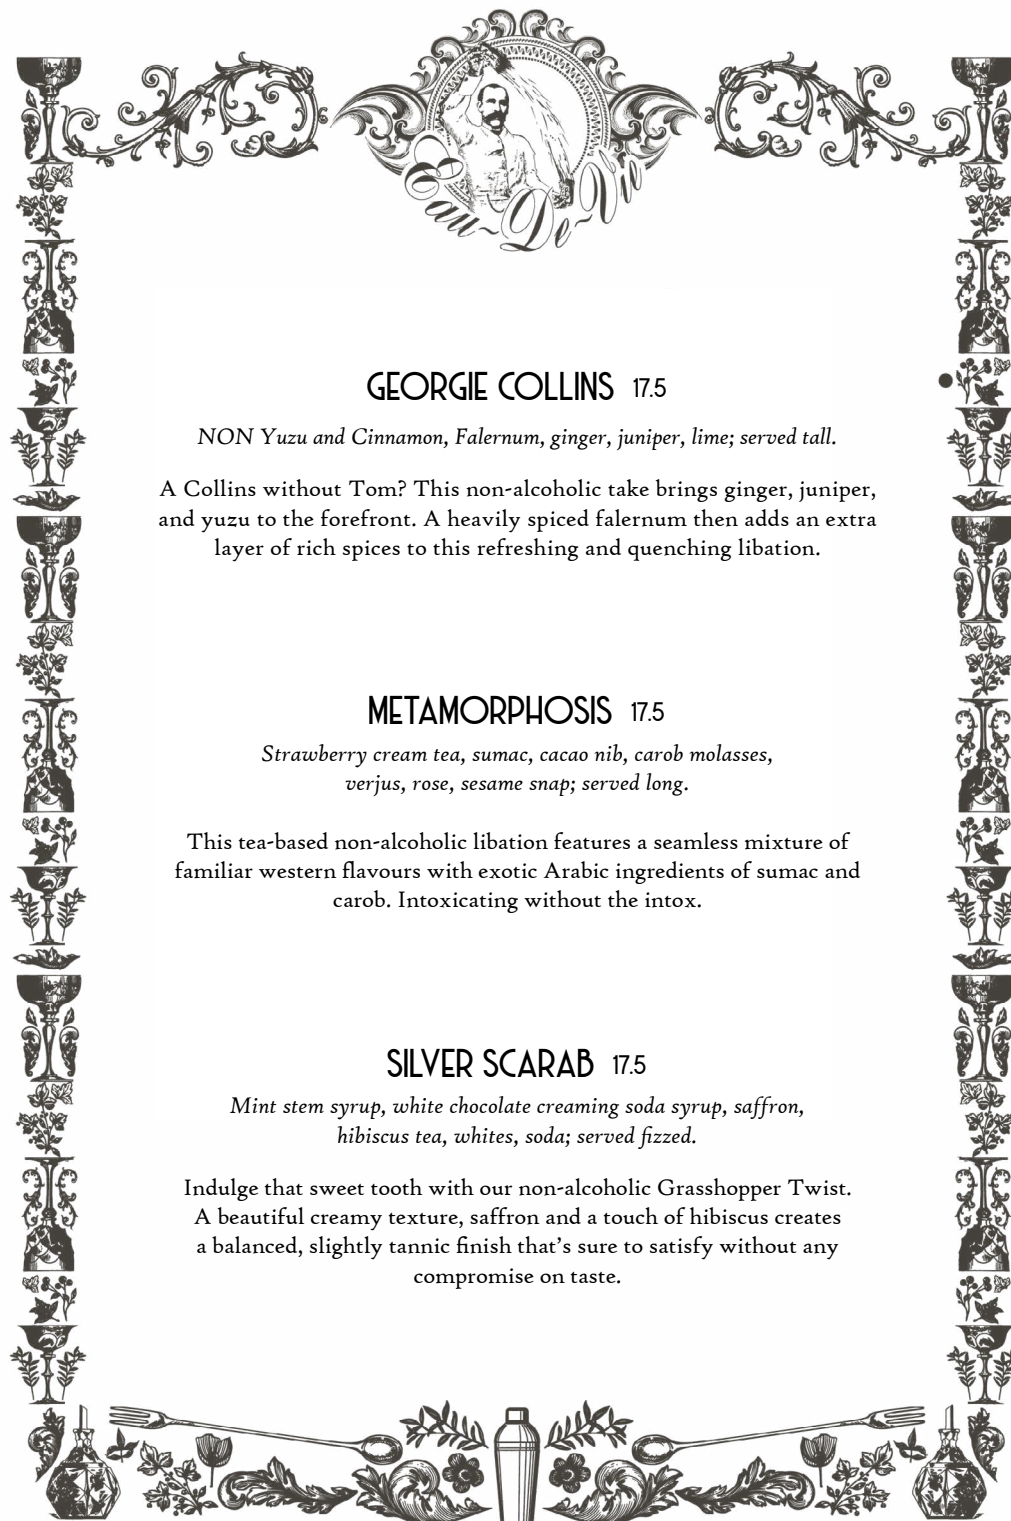 Eau~De~Vie
GEORGIE COLLINS 17.5
NON Yuzu and Cinnamon, Falernum, ginger, juniper, lime; served tall.
A Collins without Tom? This non-alcoholic take brings ginger, juniper,
and yuzu to the forefront. A heavily spiced falernum then adds an extra
layer of rich spices to this refreshing and quenching libation.
METAMORPHOSIS 17.5
Strawberry cream tea, sumac, cacao nib, carob molasses,
verjus, rose, sesame snap; served long.
This tea-based non-alcoholic libation features a seamless mixture of
familiar western flavours with exotic Arabic ingredients of sumac and
carob. Intoxicating without the intox.
SILVER SCARAB 17.5
Mint stem syrup, white chocolate creaming soda syrup, saffron,
hibiscus tea, whites, soda; served fizzed.
Indulge that sweet tooth with our non-alcoholic Grasshopper Twist.
A beautiful creamy texture, saffron and a touch of hibiscus creates
a balanced, slightly tannic finish that's sure to satisfy without any
compromise on taste.